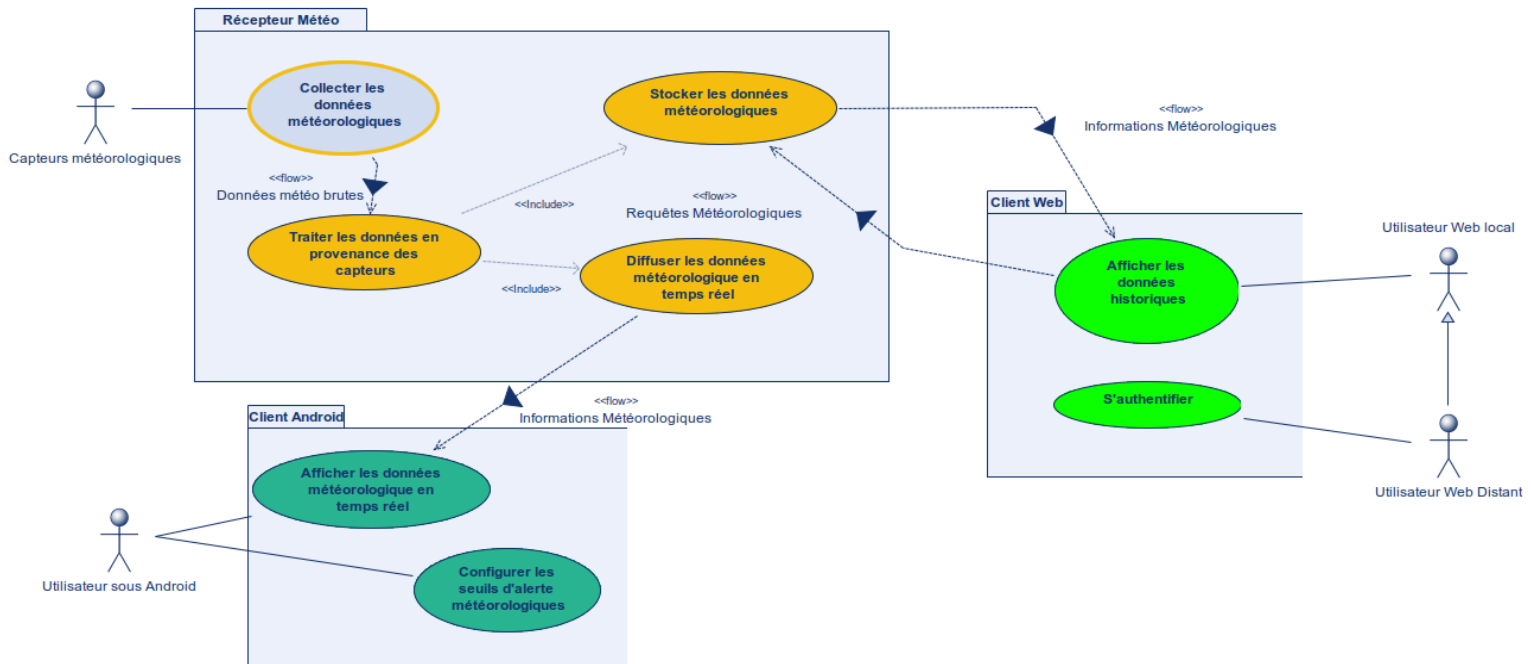 Récepteur Météo
Collecter les
données
météorologiques
Stocker les données
météorologiques
<<flow>>
Informations Météorologiques
Capteurs météorologiques
<<flow>>
Données météo brutes
<<Include>>
<<flow>>
Requêtes Météorologiques
Client Web
Utilisateur Web local
Traiter les données en
provenance des
capteurs
<<Include>>
Diffuser les données
météorologique en
temps réel
Afficher les
données
historiques
S'authentifier
Utilisateur Web Distant
<<flow>>
Informations Météorologiques
Client Android
Afficher les données
météorologique en
temps réel
Utilisateur sous Android
Configurer les
seuils d'alerte
météorologiques